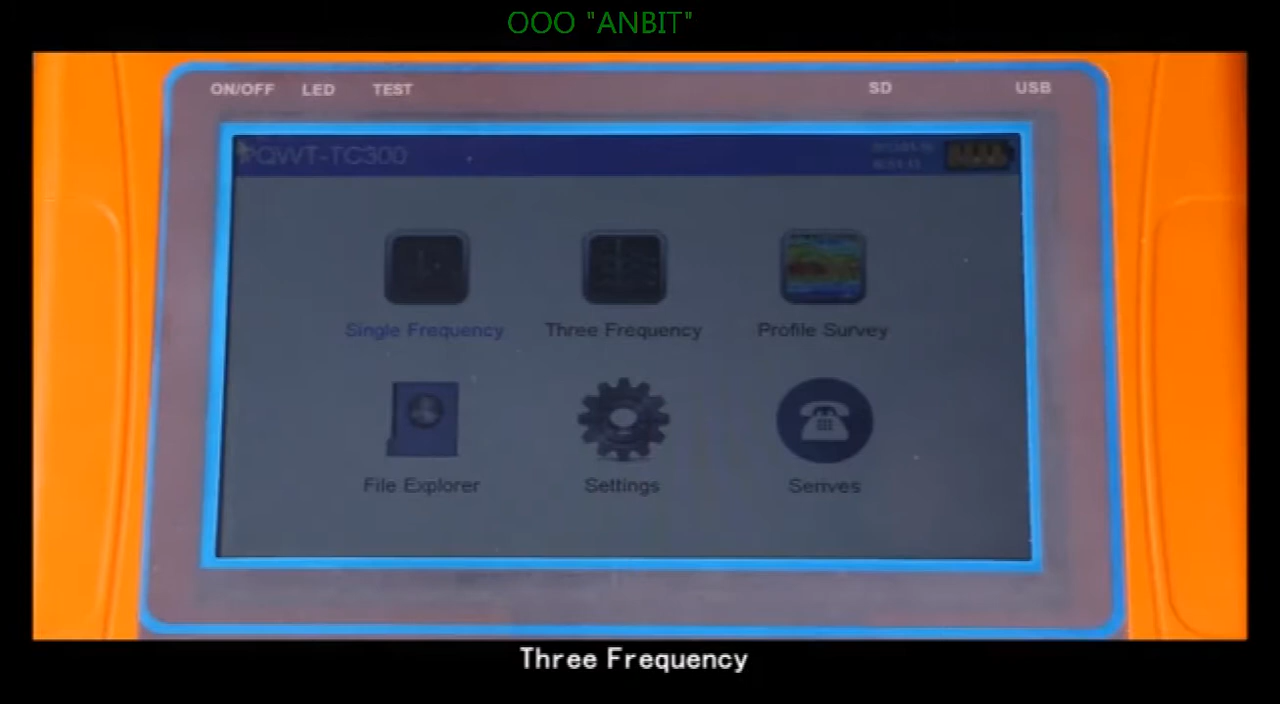 OOO "ANBIT"
ON/OFF LED TEST SD USB
PQWT-TC300
Single Frequency Three Frequency Profile Survey
File Explorer Settings Serives
Three Frequency